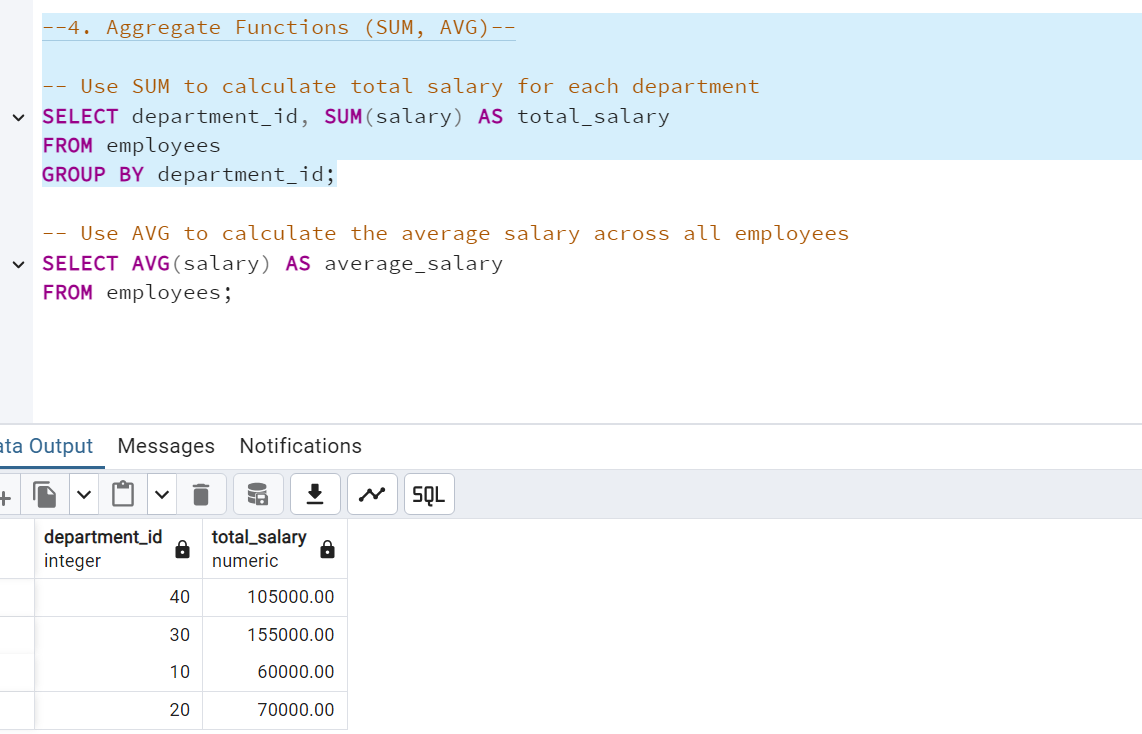 --4. Aggregate Functions (SUM, AVG)--
-- Use SUM to calculate total salary for each department
SELECT department_id, SUM(salary) AS total_salary
FROM employees
GROUP BY department_id;
-- Use AVG to calculate the average salary across all employees
SELECT AVG(salary) AS average_salary
FROM employees;
ata Output Messages Notifications
SQL
department_id total_salary
integer numeric
40 105000.00
30 155000.00
10 60000.00
20 70000.00